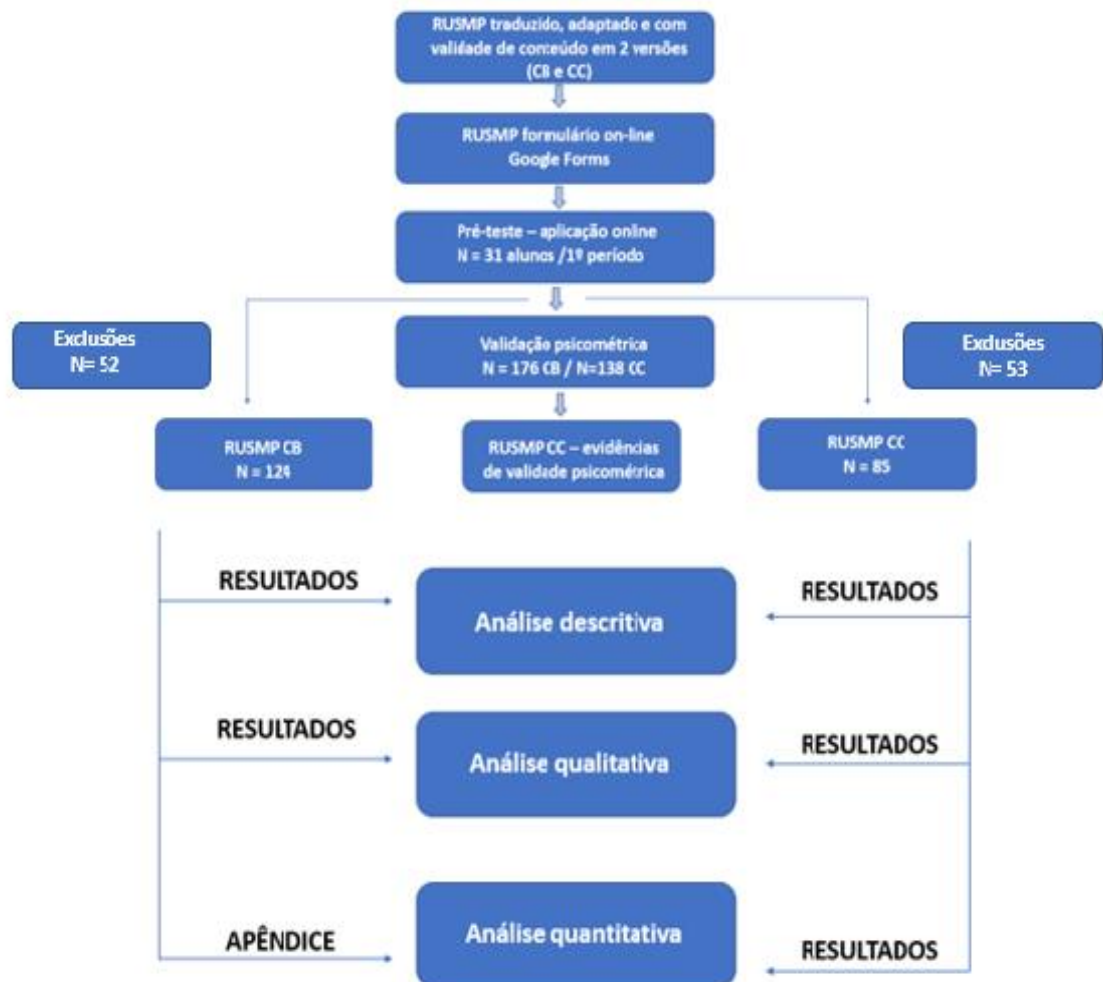 RUSMP traduzido, adaptado e com
validade de conteúdo em 2 versões
(CB e CC)
RUSMP formulário on-line
Google Forms
Pré-teste – aplicação online
N = 31 alunos /1º período
Exclusões
N= 52
Validação psicométrica
N = 176 CB / N=138 CC
Exclusões
N= 53
RUSMP CB
N = 124
RUSMP CC – evidências
de validade psicométrica
RUSMP CC
N = 85
RESULTADOS
Análise descritiva
RESULTADOS
RESULTADOS
Análise qualitativa
RESULTADOS
APÊNDICE
Análise quantitativa
RESULTADOS